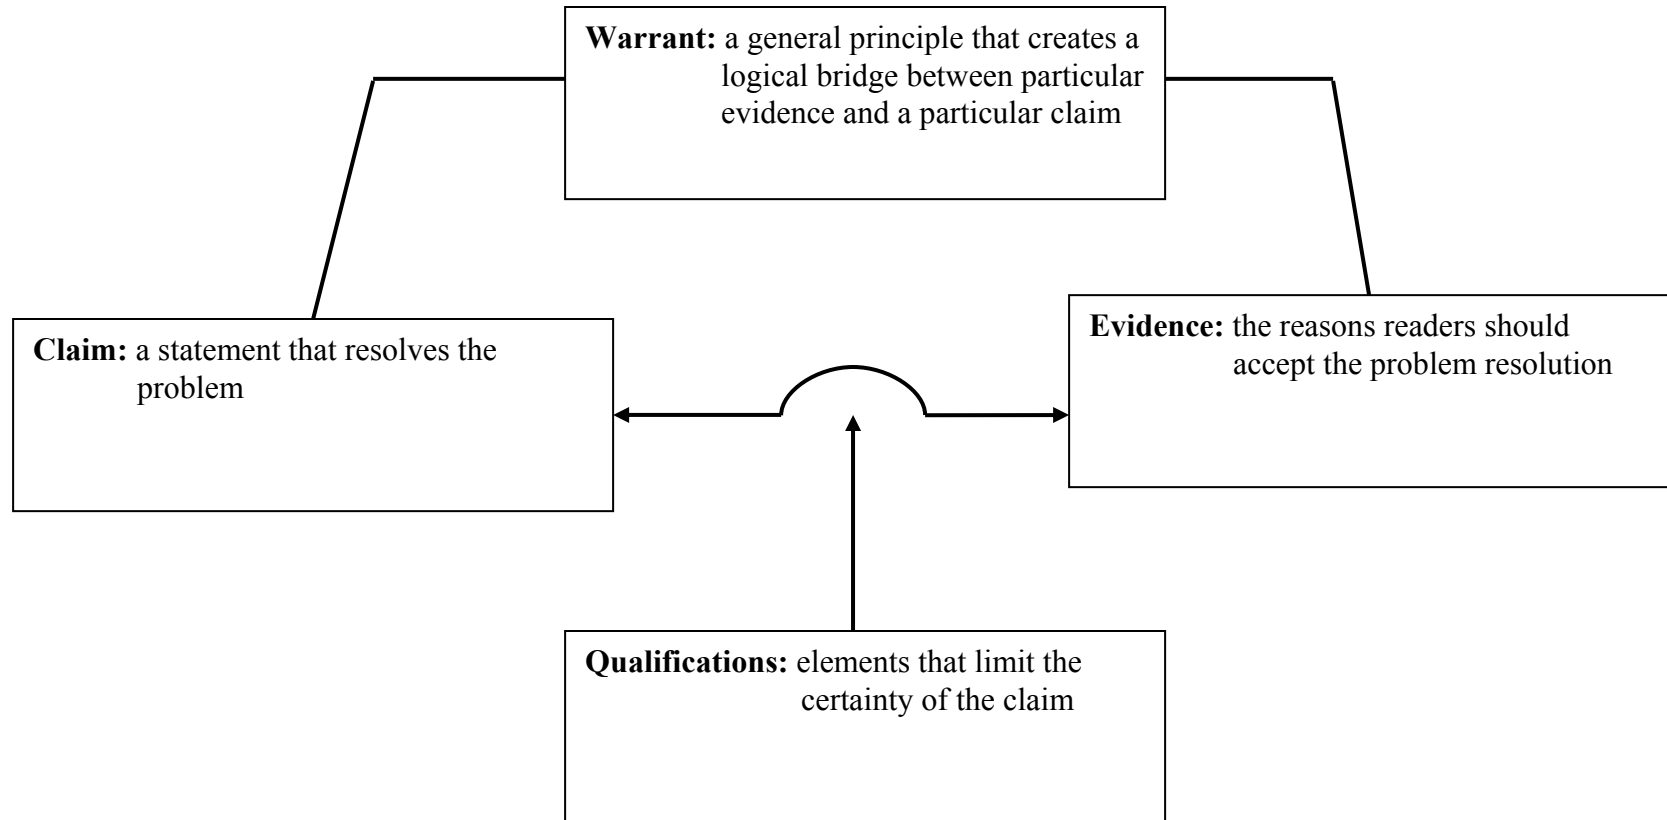 Warrant: a general principle that creates a
logical bridge between particular
evidence and a particular claim
Claim: a statement that resolves the
problem
Evidence: the reasons readers should
accept the problem resolution
Qualifications: elements that limit the
certainty of the claim